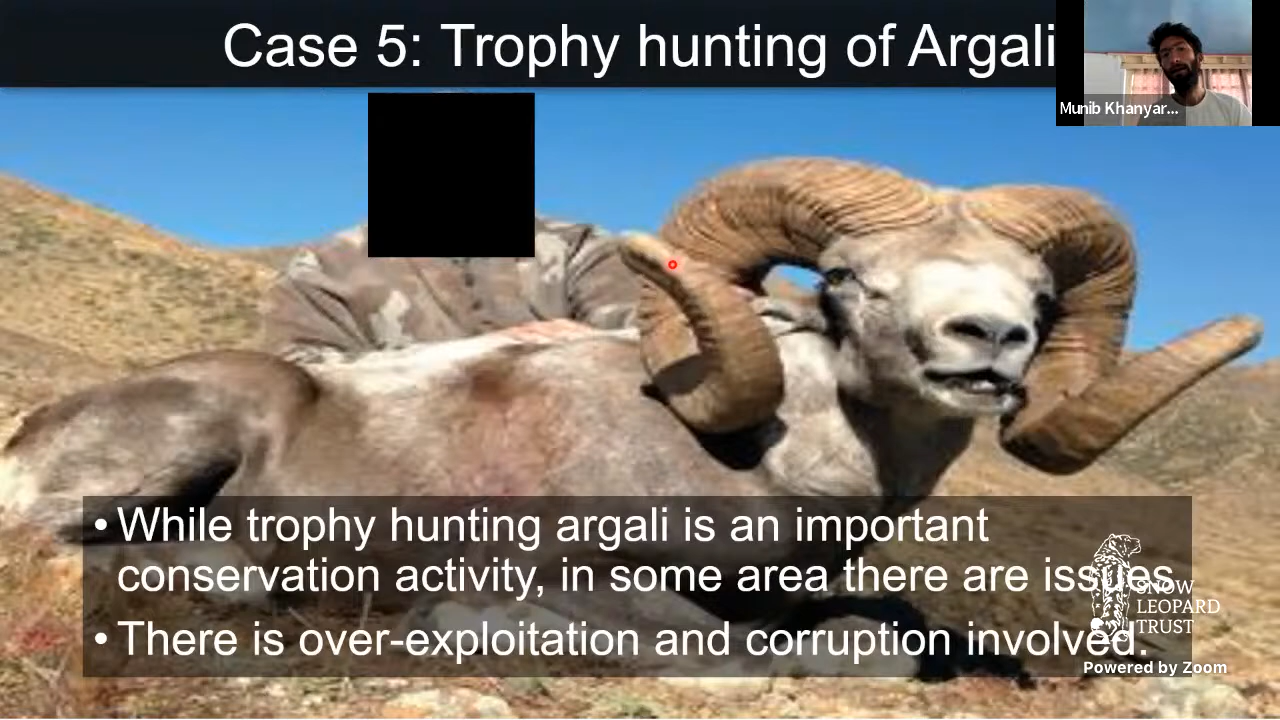 Case 5: Trophy hunting of Argali
Munib Khanyar...
• While trophy hunting argali is an important
conservation activity, in some area there are issues
• There is over-exploitation and corruption involved.
SNOW
LEOPARD
TRUST
Powered by Zoom